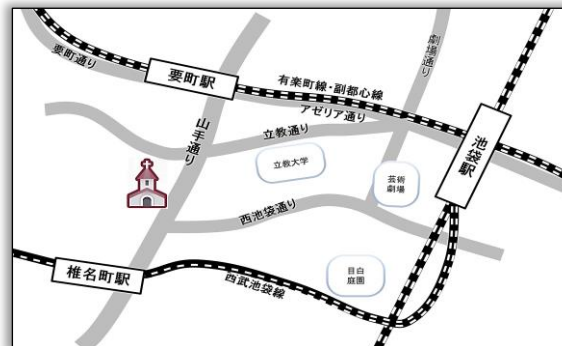 劇場通り
要町通り
要町駅
有楽町線・副都心線
アゼリア通り
山手通り
立教通り
立教大学
池袋駅
芸術
劇場
西池袋通り
椎名町駅
西武池袋線
目白
庭園